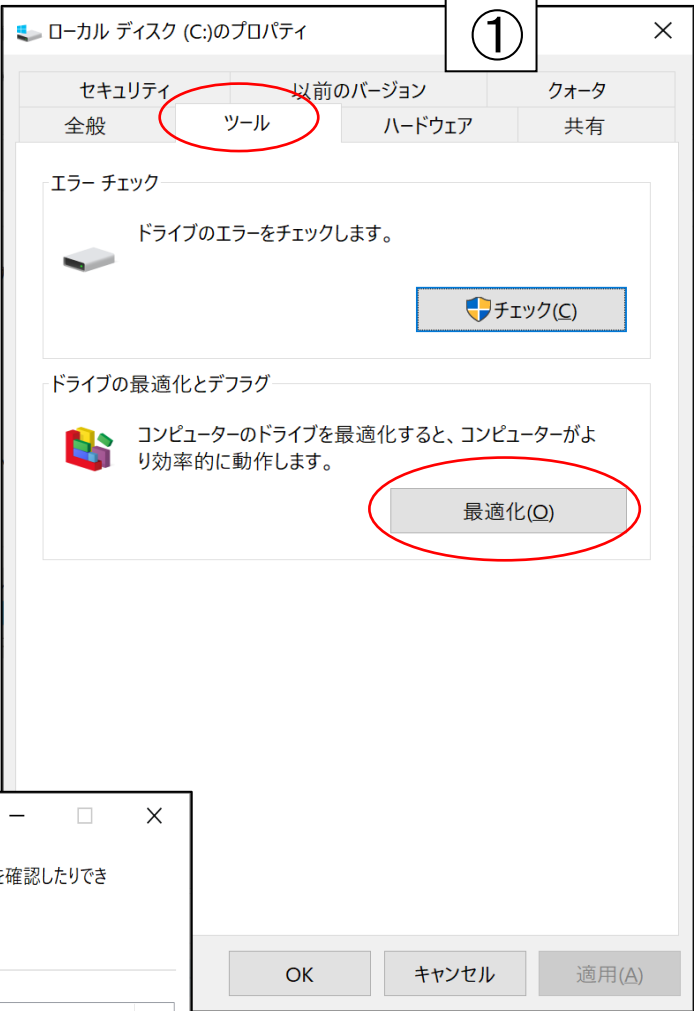 ローカル ディスク (C:)のプロパティ
①
セキュリティ
以前のバージョン
クォータ
全般
ツール
ハードウェア
共有
エラー チェック
ドライブのエラーをチェックします。
チェック(C)
ドライブの最適化とデフラグ
コンピューターのドライブを最適化すると、コンピューターがよ
り効率的に動作します。
最適化(O)
を確認したりでき
OK
キャンセル
適用(A)